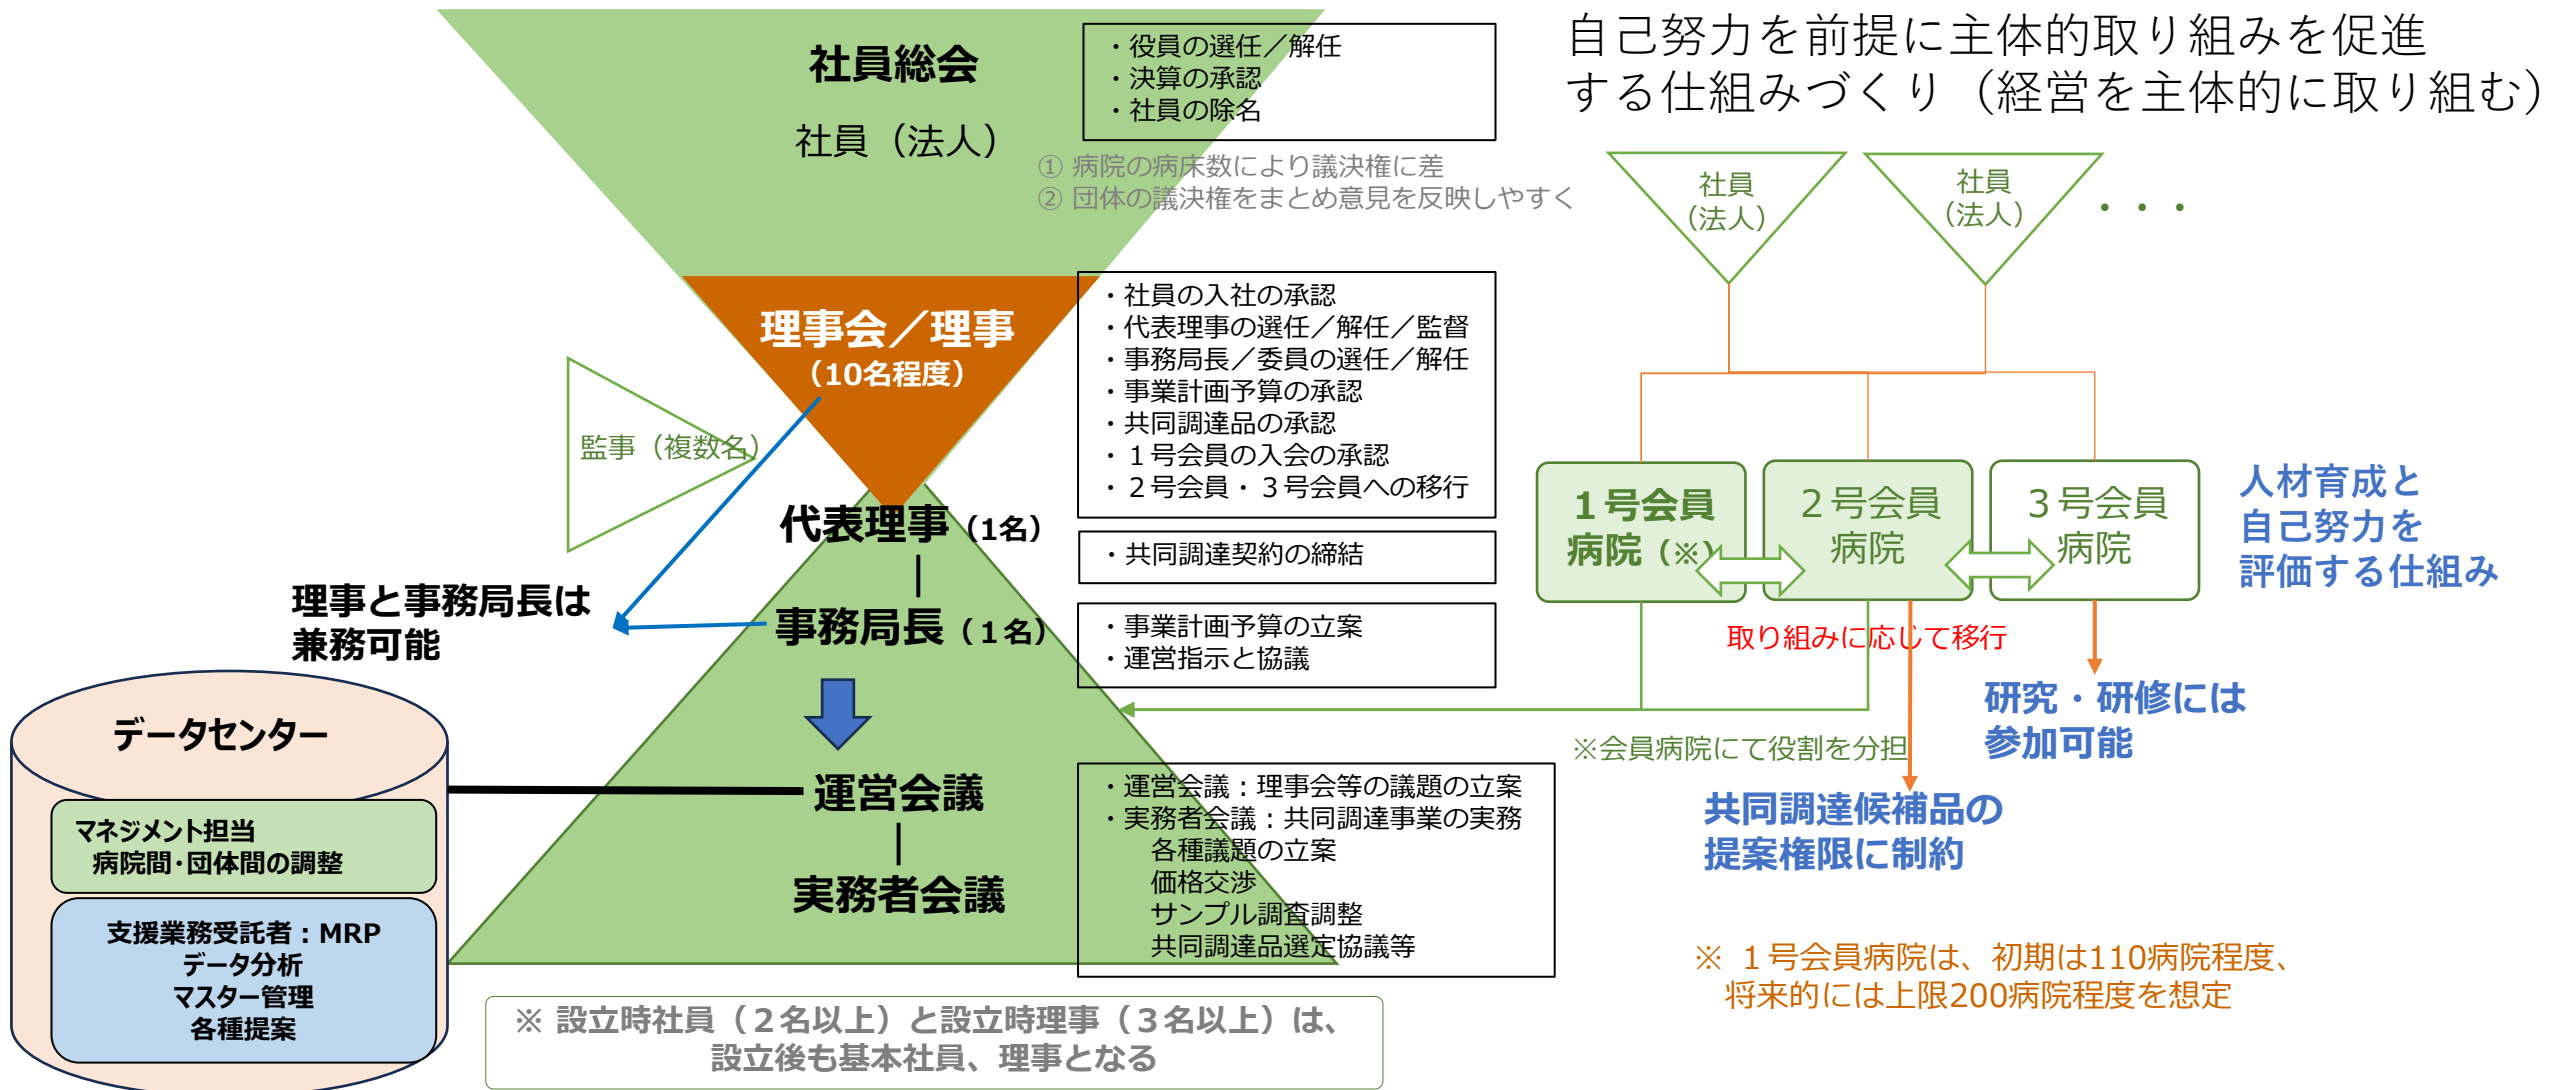 自己努力を前提に主体的取り組みを促進
する仕組みづくり（経営を主体的に取り組む）
社員総会
社員（法人）
・役員の選任／解任
・決算の承認
・社員の除名
① 病院の病床数により議決権に差
② 団体の議決権をまとめ意見を反映しやすく
理事会／理事
（10名程度）
・社員の入社の承認
・代表理事の選任／解任／監督
・事務局長／委員の選任／解任
・事業計画予算の承認
・共同調達品の承認
・１号会員の入会の承認
・２号会員・３号会員への移行
監事（複数名）
代表理事（1名）
・共同調達契約の締結
理事と事務局長は
兼務可能
事務局長（１名）
・事業計画予算の立案
・運営指示と協議
運営会議
実務者会議
・運営会議：理事会等の議題の立案
・実務者会議：共同調達事業の実務
各種議題の立案
価格交渉
サンプル調査調整
共同調達品選定協議等
データセンター
マネジメント担当
病院間・団体間の調整
支援業務受託者：MRP
データ分析
マスター管理
各種提案
※ 設立時社員（２名以上）と設立時理事（３名以上）は、
設立後も基本社員、理事となる
社員
（法人）
社員
（法人）
・・・
１号会員
病院（※）
２号会員
病院
３号会員
病院
人材育成と
自己努力を
評価する仕組み
取り組みに応じて移行
研究・研修には
参加可能
※会員病院にて役割を分担
共同調達候補品の
提案権限に制約
※ １号会員病院は、初期は110病院程度、
将来的には上限200病院程度を想定